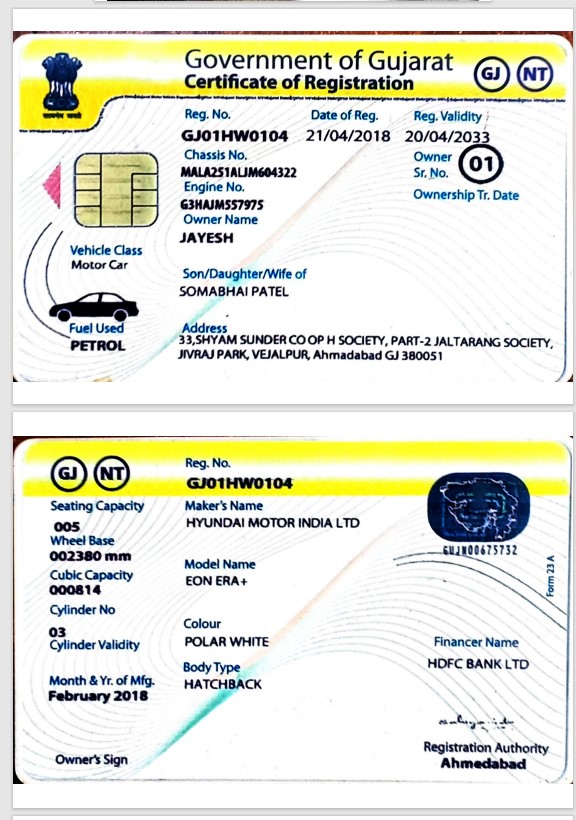 Government of Gujarat
Certificate of Registration
GJ NT
Reg. No. Date of Reg. Reg. Validity
GJ01HW0104 21/04/2018 20/04/2033
Chassis No.
MALA251ALJM604322
Owner Sr. No. 01
Engine No.
G3HAJM557975
Ownership Tr. Date
Owner Name
JAYESH
Vehicle Class
Motor Car
Son/Daughter/Wife of
SOMABHAI PATEL
Fuel Used
PETROL
Address
33,SHYAM SUNDER CO OP H SOCIETY, PART-2 JALTARANG SOCIETY,
JIVRAJ PARK, VEJALPUR, Ahmadabad GJ 380051
GJ NT
Reg. No.
GJ01HW0104
Seating Capacity
005
Wheel Base
002380 mm
Cubic Capacity
000814
Cylinder No
03
Cylinder Validity
Month & Yr. of Mfg.
February 2018
Owner's Sign
Maker's Name
HYUNDAI MOTOR INDIA LTD
Model Name
EON ERA+
Colour
POLAR WHITE
Body Type
HATCHBACK
GUJN00675732
Form 23 A
Financer Name
HDFC BANK LTD
Registration Authority
Ahmedabad